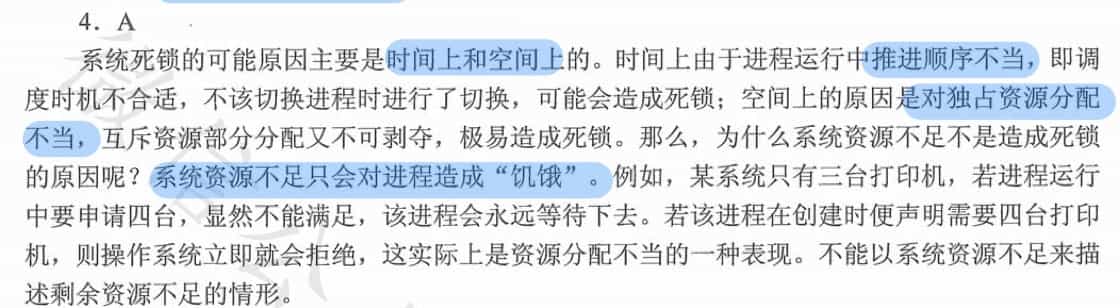 4．A
系统死锁的可能原因主要是时间上和空间上的。时间上由于进程运行中推进顺序不当，即调
度时机不合适，不该切换进程时进行了切换，可能会造成死锁；空间上的原因是对独占资源分配
不当，互斥资源部分分配又不可剥夺，极易造成死锁。那么，为什么系统资源不足不是造成死锁
的原因呢？系统资源不足只会对进程造成“饥饿”。例如，某系统只有三台打印机，若进程运行
中要申请四台，显然不能满足，该进程会永远等待下去。若该进程在创建时便声明需要四台打印
机，则操作系统立即就会拒绝，这实际上是资源分配不当的一种表现。不能以系统资源不足来描
述剩余资源不足的情形。